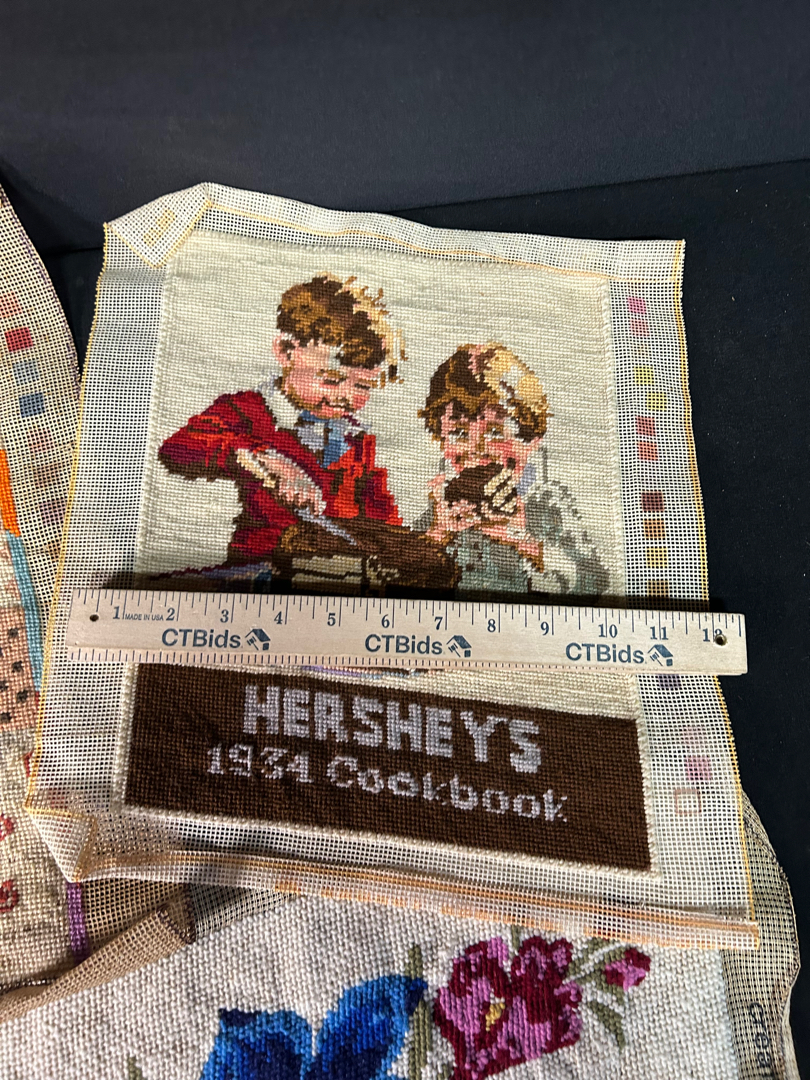 1 MADE IN USA 2 3 4 5 6 7 8 9 10 11 12
CTBids CTBids CTBids
HERSHEY'S
1934 Cookbook